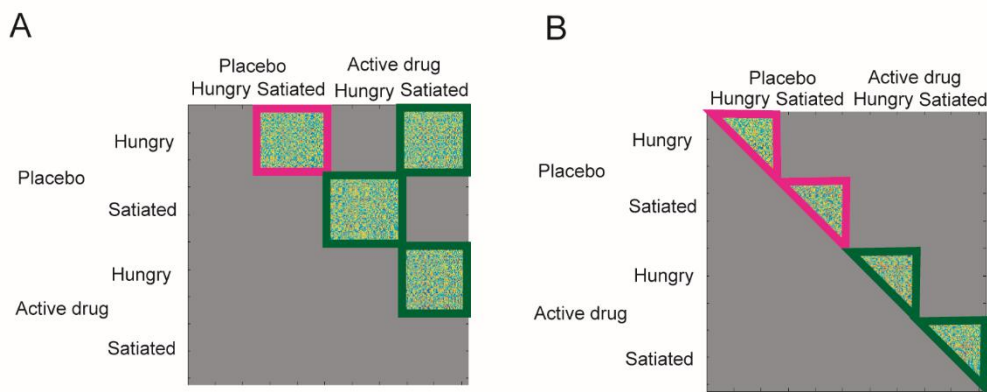 A
Placebo
Active drug
Hungry Satiated
Hungry Satiated
Hungry
Placebo
Satiated
Hungry
Active drug
Satiated
B
Placebo
Active drug
Hungry Satiated
Hungry Satiated
Hungry
Placebo
Satiated
Hungry
Active drug
Satiated